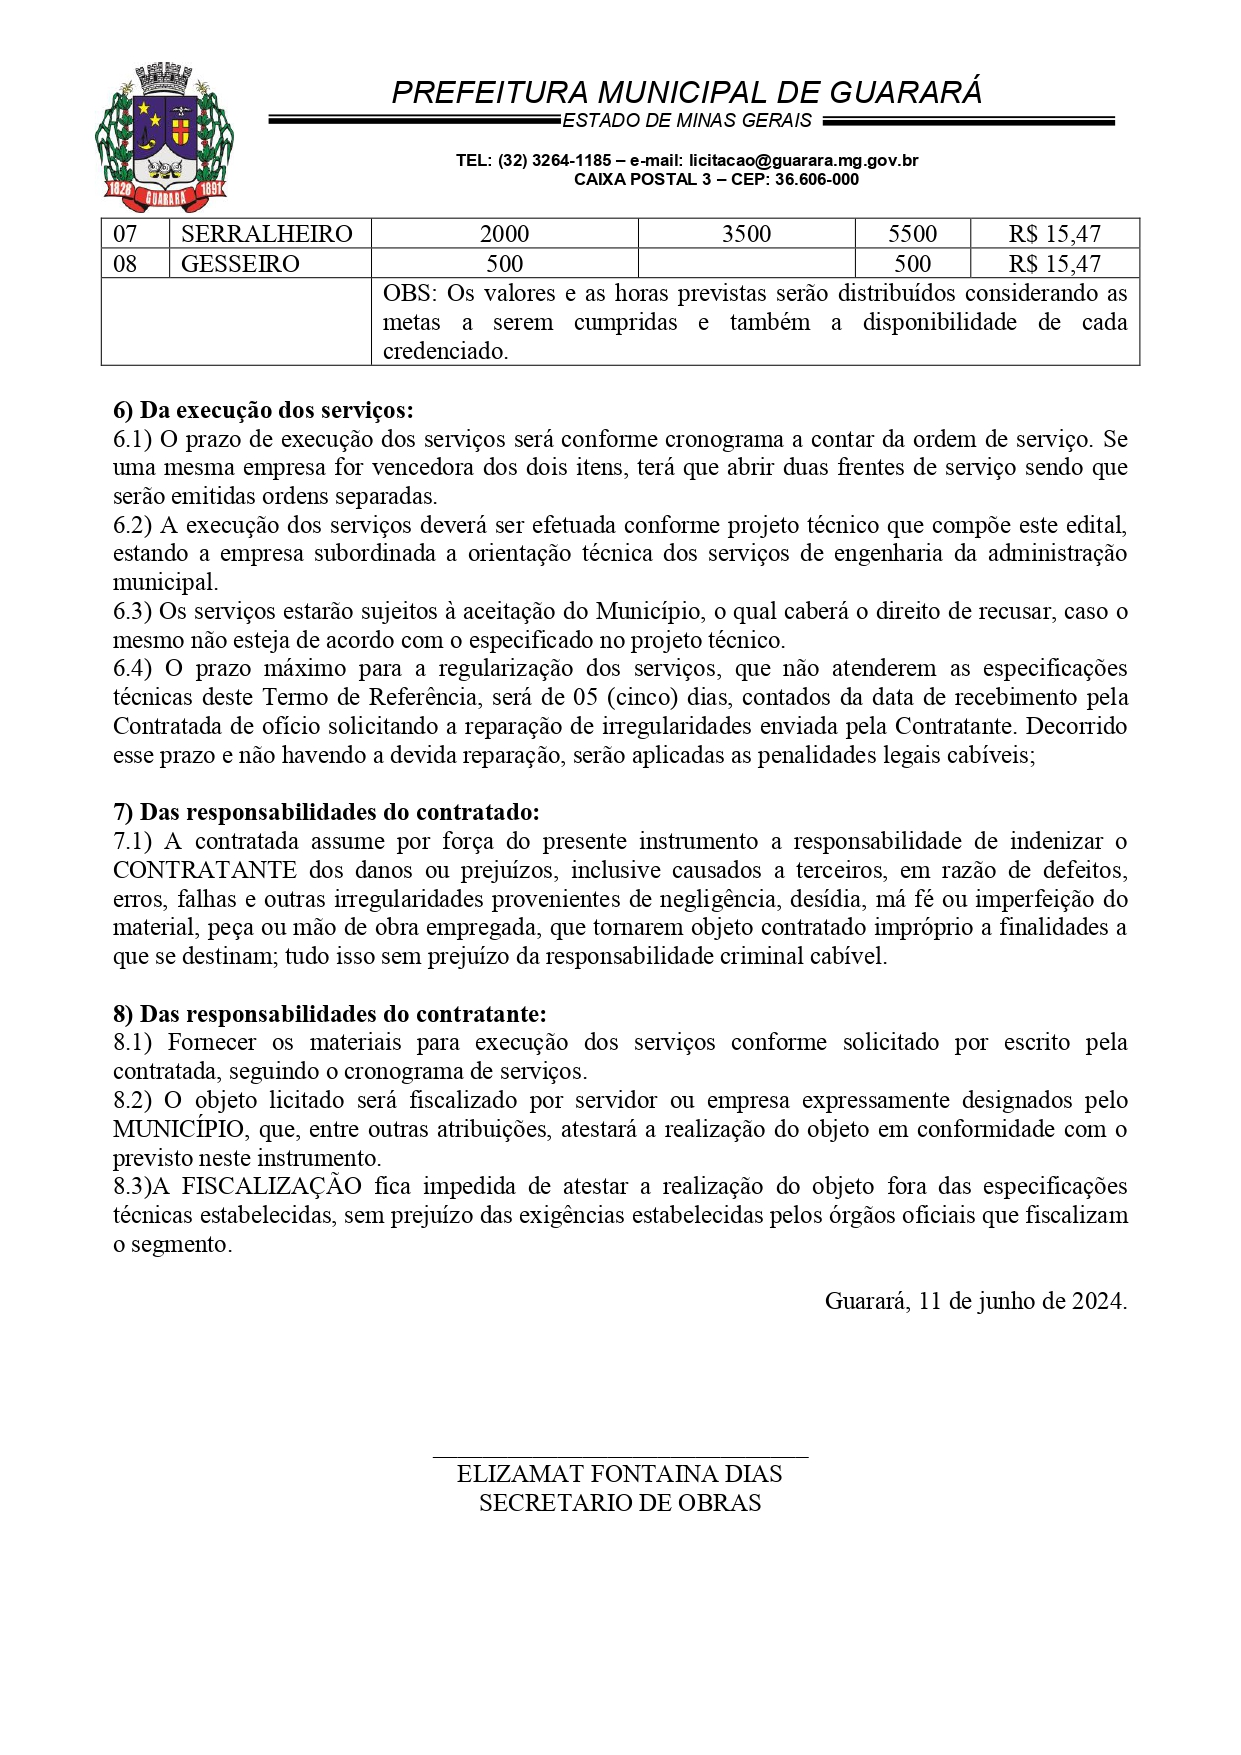 PREFEITURA MUNICIPAL DE GUARARÁ
ESTADO DE MINAS GERAIS
TEL: (32) 3264-1185 – e-mail: licitacao@guarara.mg.gov.br
CAIXA POSTAL 3 – CEP: 36.606-000
1828 GUARARÁ 1891
07 SERRALHEIRO 2000 3500 5500 R$ 15,47
08 GESSEIRO 500 500 R$ 15,47
OBS: Os valores e as horas previstas serão distribuídos considerando as
metas a serem cumpridas e também a disponibilidade de cada
credenciado.
6) Da execução dos serviços:
6.1) O prazo de execução dos serviços será conforme cronograma a contar da ordem de serviço. Se
uma mesma empresa for vencedora dos dois itens, terá que abrir duas frentes de serviço sendo que
serão emitidas ordens separadas.
6.2) A execução dos serviços deverá ser efetuada conforme projeto técnico que compõe este edital,
estando a empresa subordinada a orientação técnica dos serviços de engenharia da administração
municipal.
6.3) Os serviços estarão sujeitos à aceitação do Município, o qual caberá o direito de recusar, caso o
mesmo não esteja de acordo com o especificado no projeto técnico.
6.4) O prazo máximo para a regularização dos serviços, que não atenderem as especificações
técnicas deste Termo de Referência, será de 05 (cinco) dias, contados da data de recebimento pela
Contratada de ofício solicitando a reparação de irregularidades enviada pela Contratante. Decorrido
esse prazo e não havendo a devida reparação, serão aplicadas as penalidades legais cabíveis;
7) Das responsabilidades do contratado:
7.1) A contratada assume por força do presente instrumento a responsabilidade de indenizar o
CONTRATANTE dos danos ou prejuízos, inclusive causados a terceiros, em razão de defeitos,
erros, falhas e outras irregularidades provenientes de negligência, desídia, má fé ou imperfeição do
material, peça ou mão de obra empregada, que tornarem objeto contratado impróprio a finalidades a
que se destinam; tudo isso sem prejuízo da responsabilidade criminal cabível.
8) Das responsabilidades do contratante:
8.1) Fornecer os materiais para execução dos serviços conforme solicitado por escrito pela
contratada, seguindo o cronograma de serviços.
8.2) O objeto licitado será fiscalizado por servidor ou empresa expressamente designados pelo
MUNICÍPIO, que, entre outras atribuições, atestará a realização do objeto em conformidade com o
previsto neste instrumento.
8.3)A FISCALIZAÇÃO fica impedida de atestar a realização do objeto fora das especificações
técnicas estabelecidas, sem prejuízo das exigências estabelecidas pelos órgãos oficiais que fiscalizam
o segmento.
Guarará, 11 de junho de 2024.
ELIZAMAT FONTAINA DIAS
SECRETARIO DE OBRAS